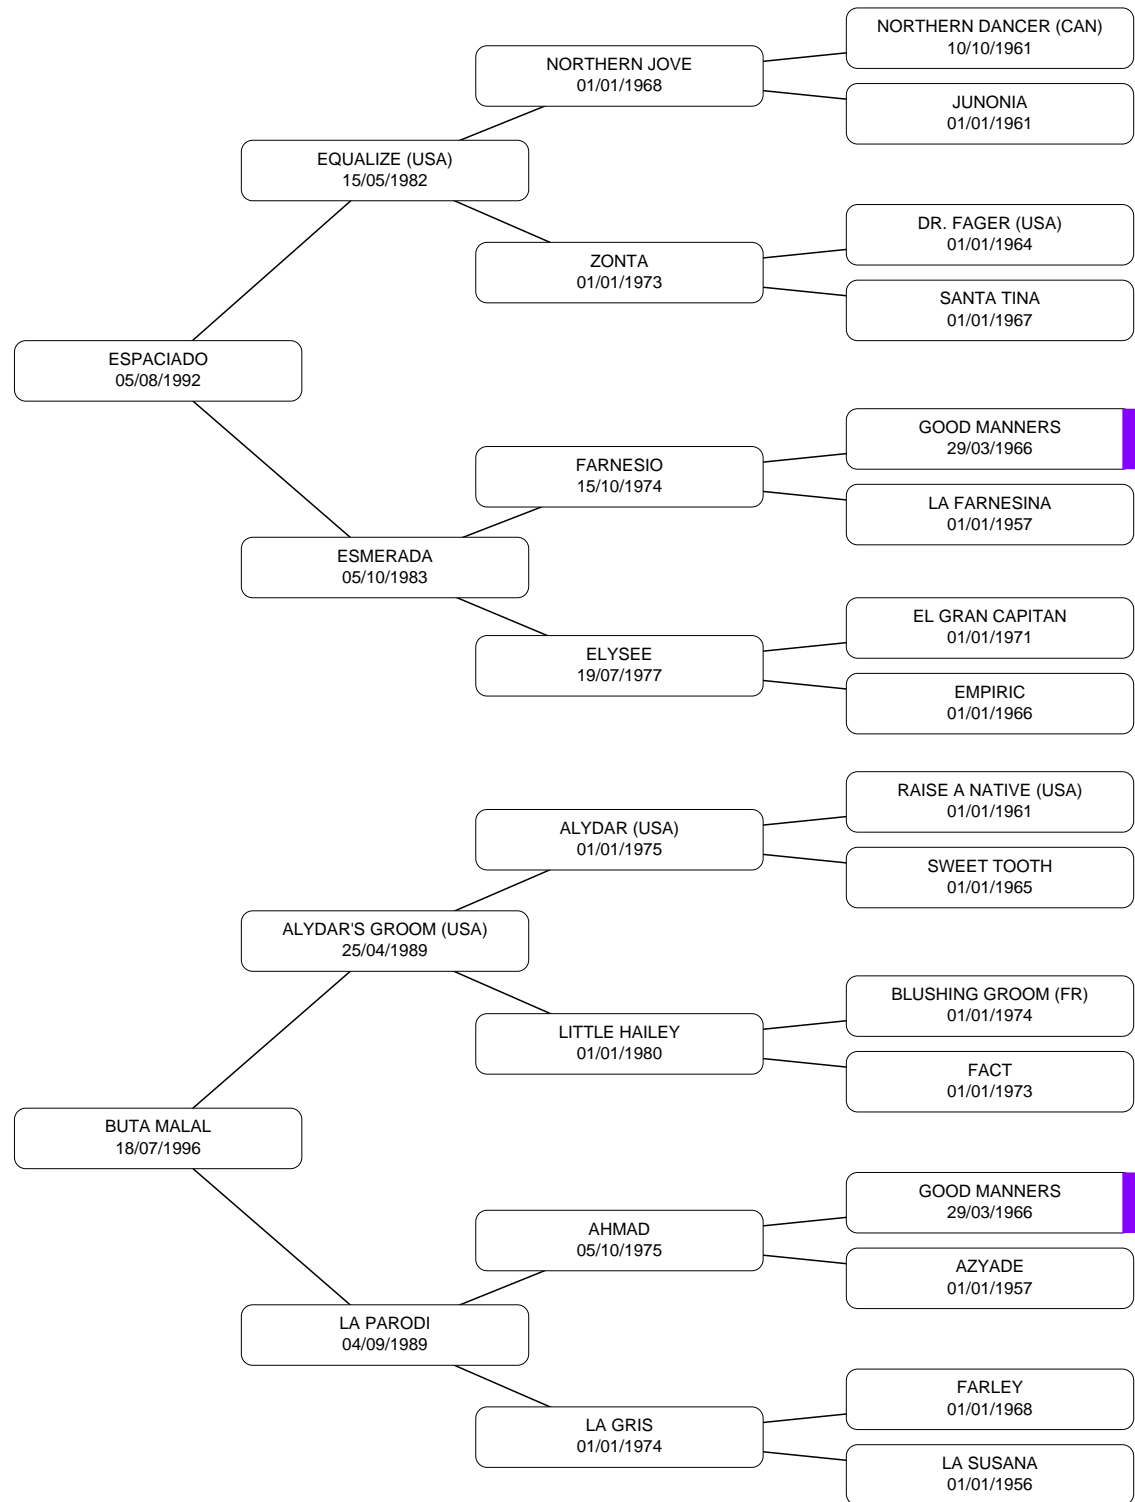 NORTHERN DANCER (CAN)
10/10/1961
NORTHERN JOVE
01/01/1968
JUNONIA
01/01/1961
EQUALIZE (USA)
15/05/1982
DR. FAGER (USA)
01/01/1964
ZONTA
01/01/1973
SANTA TINA
01/01/1967
ESPACIADO
05/08/1992
GOOD MANNERS
29/03/1966
FARNESIO
15/10/1974
LA FARNESINA
01/01/1957
ESMERADA
05/10/1983
EL GRAN CAPITAN
01/01/1971
ELYSEE
19/07/1977
EMPIRIC
01/01/1966
RAISE A NATIVE (USA)
01/01/1961
ALYDAR (USA)
01/01/1975
SWEET TOOTH
01/01/1965
ALYDAR'S GROOM (USA)
25/04/1989
BLUSHING GROOM (FR)
01/01/1974
LITTLE HAILEY
01/01/1980
FACT
01/01/1973
BUTA MALAL
18/07/1996
GOOD MANNERS
29/03/1966
AHMAD
05/10/1975
AZYADE
01/01/1957
LA PARODI
04/09/1989
FARLEY
01/01/1968
LA GRIS
01/01/1974
LA SUSANA
01/01/1956